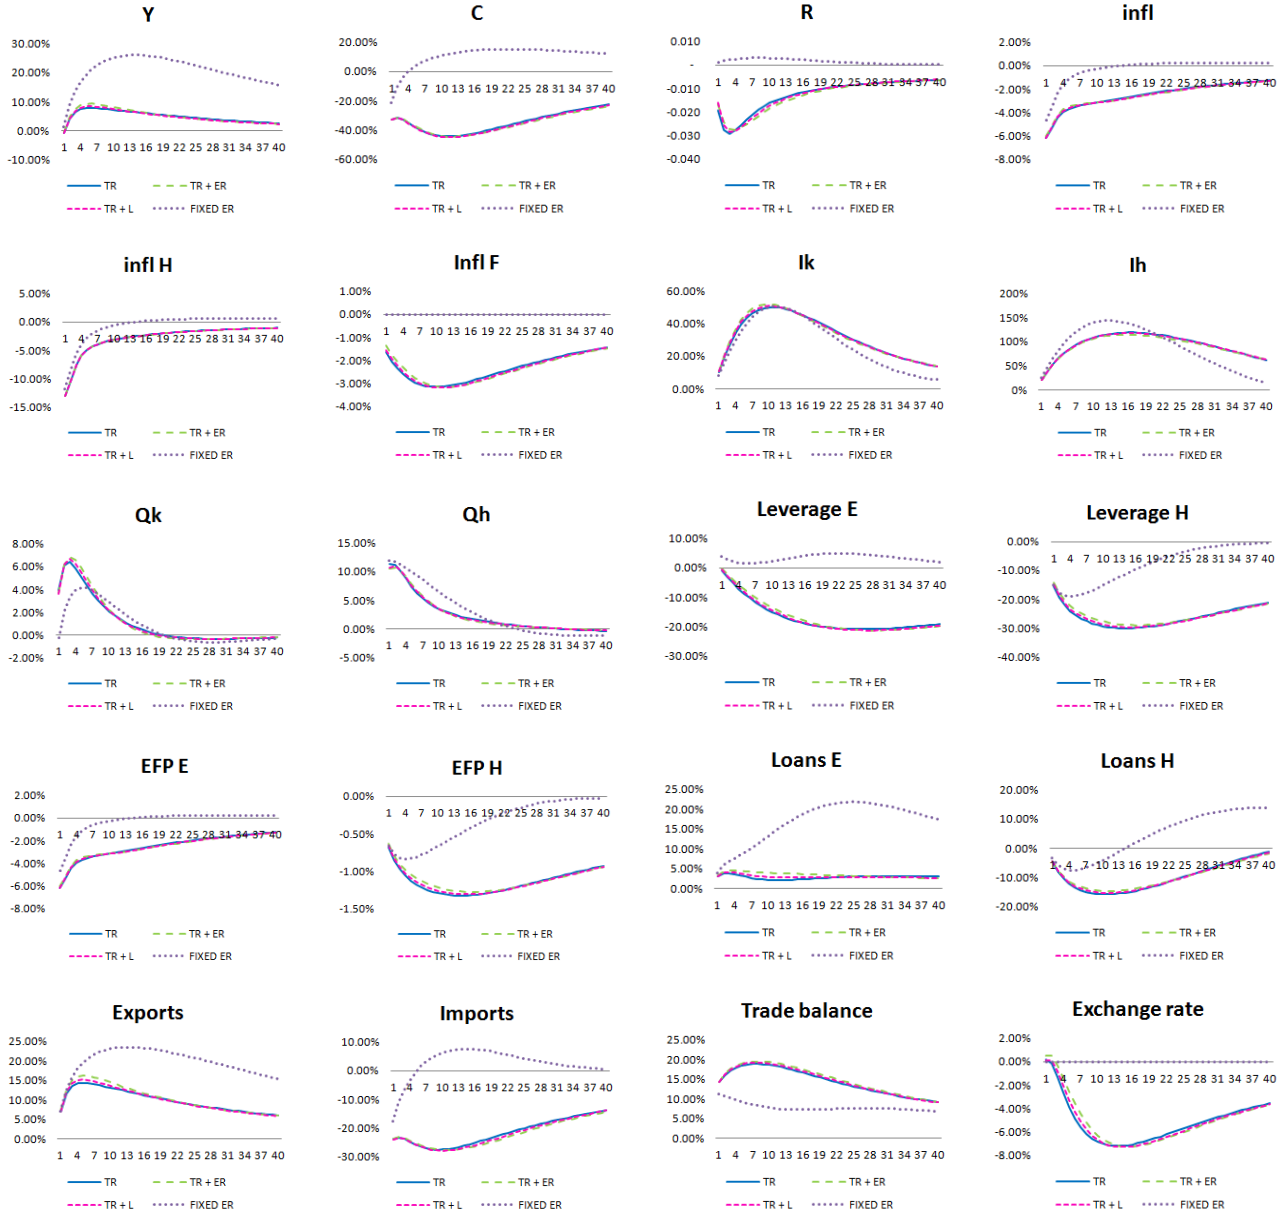 Y
30.00%
20.00%
10.00%
0.00%
-10.00%
1 4 7 10 13 16 19 22 25 28 31 34 37 40
TR TR + ER
TR + L FIXED ER
C
20.00%
0.00%
-20.00%
-40.00%
-60.00%
1 4 7 10 13 16 19 22 25 28 31 34 37 40
TR TR + ER
TR + L FIXED ER
R
0.010
-
-0.010
-0.020
-0.030
-0.040
1 4 7 10 13 16 19 22 25 28 31 34 37 40
TR TR + ER
TR + L FIXED ER
infl
2.00%
0.00%
-2.00%
-4.00%
-6.00%
-8.00%
1 4 7 10 13 16 19 22 25 28 31 34 37 40
TR TR + ER
TR + L FIXED ER
infl H
5.00%
0.00%
-5.00%
-10.00%
-15.00%
1 4 7 10 13 16 19 22 25 28 31 34 37 40
TR TR + ER
TR + L FIXED ER
Infl F
1.00%
0.00%
-1.00%
-2.00%
-3.00%
-4.00%
1 4 7 10 13 16 19 22 25 28 31 34 37 40
TR TR + ER
TR + L FIXED ER
Ik
60.00%
40.00%
20.00%
0.00%
1 4 7 10 13 16 19 22 25 28 31 34 37 40
TR TR + ER
TR + L FIXED ER
Ih
200%
150%
100%
50%
0%
1 4 7 10 13 16 19 22 25 28 31 34 37 40
TR TR + ER
TR + L FIXED ER
Qk
8.00%
6.00%
4.00%
2.00%
0.00%
-2.00%
1 4 7 10 13 16 19 22 25 28 31 34 37 40
TR TR + ER
TR + L FIXED ER
Qh
15.00%
10.00%
5.00%
0.00%
-5.00%
1 4 7 10 13 16 19 22 25 28 31 34 37 40
TR TR + ER
TR + L FIXED ER
Leverage E
10.00%
0.00%
-10.00%
-20.00%
-30.00%
1 4 7 10 13 16 19 22 25 28 31 34 37 40
TR TR + ER
TR + L FIXED ER
Leverage H
0.00%
-10.00%
-20.00%
-30.00%
-40.00%
1 4 7 10 13 16 19 22 25 28 31 34 37 40
TR TR + ER
TR + L FIXED ER
EFP E
2.00%
0.00%
-2.00%
-4.00%
-6.00%
-8.00%
1 4 7 10 13 16 19 22 25 28 31 34 37 40
TR TR + ER
TR + L FIXED ER
EFP H
0.00%
-0.50%
-1.00%
-1.50%
1 4 7 10 13 16 19 22 25 28 31 34 37 40
TR TR + ER
TR + L FIXED ER
Loans E
25.00%
20.00%
15.00%
10.00%
5.00%
0.00%
1 4 7 10 13 16 19 22 25 28 31 34 37 40
TR TR + ER
TR + L FIXED ER
Loans H
20.00%
10.00%
0.00%
-10.00%
-20.00%
1 4 7 10 13 16 19 22 25 28 31 34 37 40
TR TR + ER
TR + L FIXED ER
Exports
25.00%
20.00%
15.00%
10.00%
5.00%
0.00%
1 4 7 10 13 16 19 22 25 28 31 34 37 40
TR TR + ER
TR + L FIXED ER
Imports
10.00%
0.00%
-10.00%
-20.00%
-30.00%
1 4 7 10 13 16 19 22 25 28 31 34 37 40
TR TR + ER
TR + L FIXED ER
Trade balance
25.00%
20.00%
15.00%
10.00%
5.00%
0.00%
1 4 7 10 13 16 19 22 25 28 31 34 37 40
TR TR + ER
TR + L FIXED ER
Exchange rate
2.00%
0.00%
-2.00%
-4.00%
-6.00%
-8.00%
1 4 7 10 13 16 19 22 25 28 31 34 37 40
TR TR + ER
TR + L FIXED ER